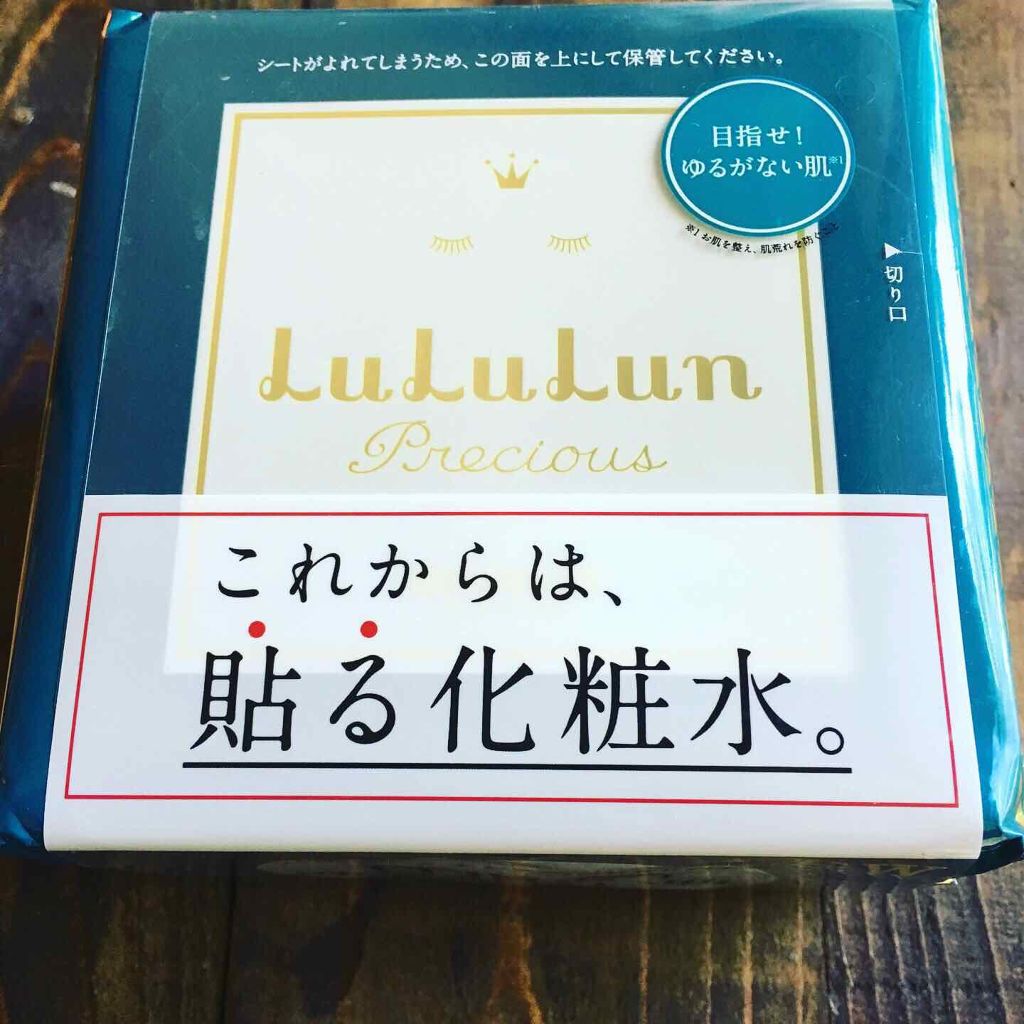 シートがよれてしまうため、この面を上にして保管してください。
目指せ！
ゆるがない肌※1
※1 お肌を整え、肌荒れを防ぐこと
▶切り口
LuLuLun
Precious
これからは、
貼る化粧水。